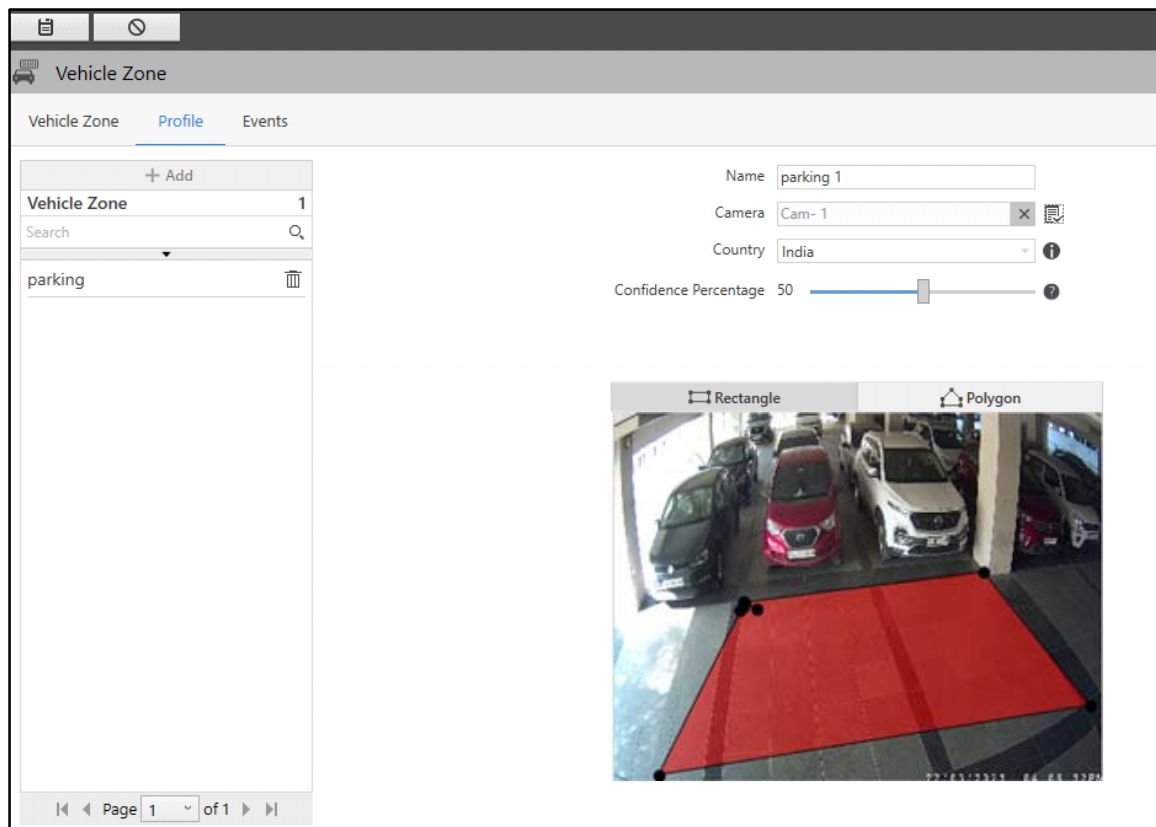 Vehicle Zone
Vehicle Zone Profile Events
+ Add
Vehicle Zone 1
Search
parking
Page 1 of 1
Name parking 1
Camera Cam- 1
Country India
Confidence Percentage 50
Rectangle Polygon